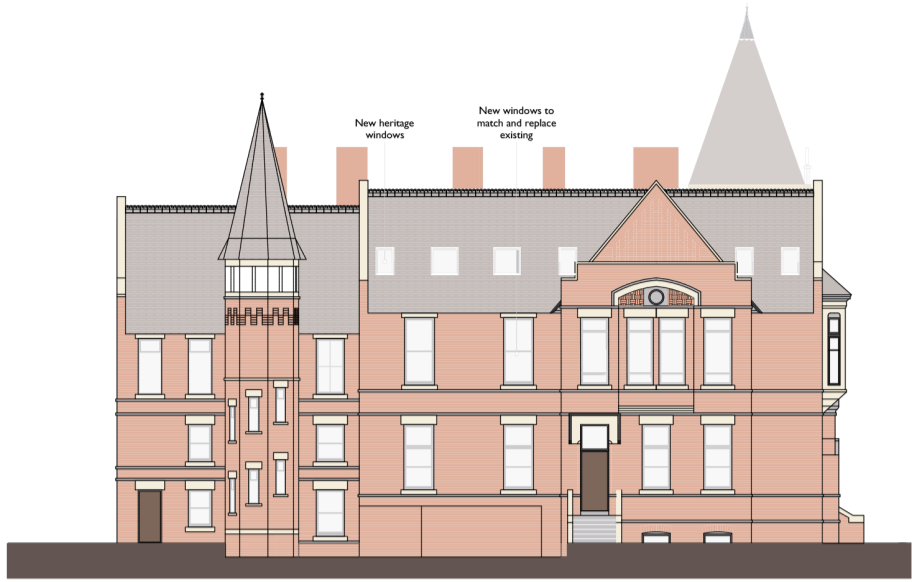 New heritage
windows
New windows to
match and replace
existing